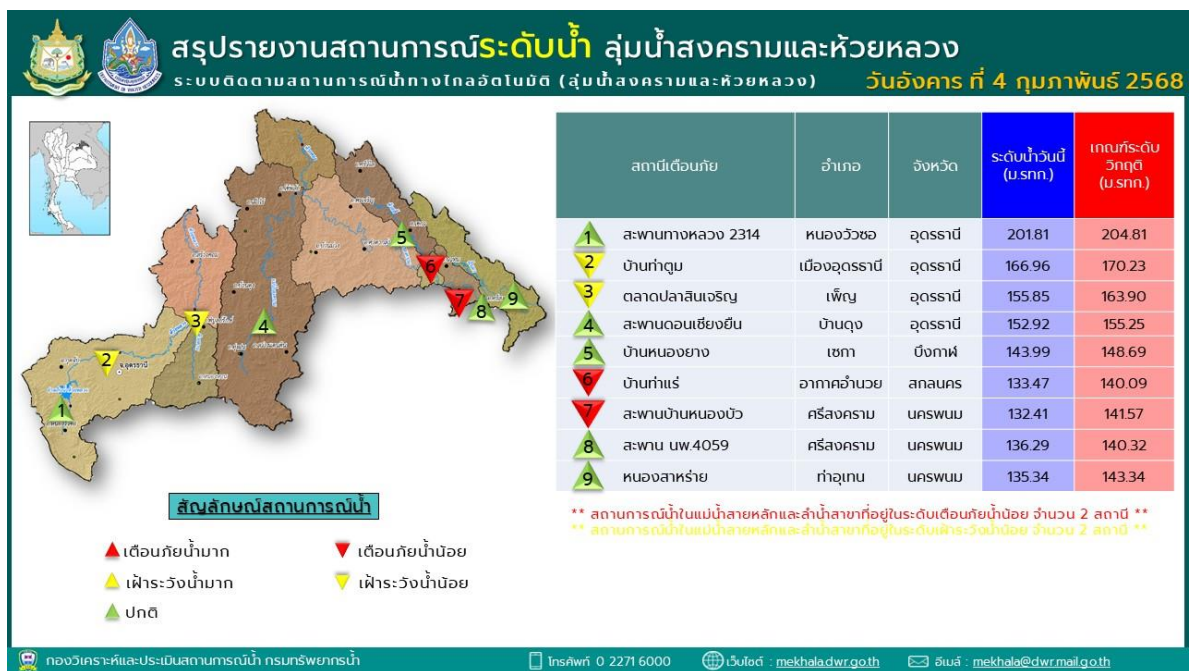 สรุปรายงานสถานการณ์ระดับน้ำ ลุ่มน้ำสงครามและห้วยหลวง
ระบบติดตามสถานการณ์น้ำทางไกลอัตโนมัติ (ลุ่มน้ำสงครามและห้วยหลวง) วันอังคาร ที่ 4 กุมภาพันธ์ 2568
สถานีเตือนภัย อำเภอ จังหวัด ระดับน้ำวันนี้ (ม.รทก.) เกณฑ์ระดับวิกฤติ (ม.รทก.)
1 สะพานทางหลวง 2314 หนองวัวซอ อุดรธานี 201.81 204.81
2 บ้านท่าตูม เมืองอุดรธานี อุดรธานี 166.96 170.23
3 ตลาดปลาสินเจริญ เพ็ญ อุดรธานี 155.85 163.90
4 สะพานดอนเชียงยืน บ้านดุง อุดรธานี 152.92 155.25
5 บ้านหนองยาง เซกา บึงกาฬ 143.99 148.69
6 บ้านท่าแร่ อากาศอำนวย สกลนคร 133.47 140.09
7 สะพานบ้านหนองบัว ศรีสงคราม นครพนม 132.41 141.57
8 สะพาน นพ.4059 ศรีสงคราม นครพนม 136.29 140.32
9 หนองสาหร่าย ท่าอุเทน นครพนม 135.34 143.34
** สถานการณ์น้ำในแม่น้ำสายหลักและลำน้ำสาขาที่อยู่ในระดับเตือนภัยน้ำน้อย จำนวน 2 สถานี **
** สถานการณ์น้ำในแม่น้ำสายหลักและลำน้ำสาขาที่อยู่ในระดับเฝ้าระวังน้ำน้อย จำนวน 2 สถานี **
1
2
3
4
5
6
7
8
9
สัญลักษณ์สถานการณ์น้ำ
เตือนภัยน้ำมาก เตือนภัยน้ำน้อย
เฝ้าระวังน้ำมาก เฝ้าระวังน้ำน้อย
ปกติ
กองวิเคราะห์และประเมินสถานการณ์น้ำ กรมทรัพยากรน้ำ โทรศัพท์ 0 2271 6000 เว็บไซต์ : mekhala.dwr.go.th อีเมล์ : mekhala@dwr.mail.go.th